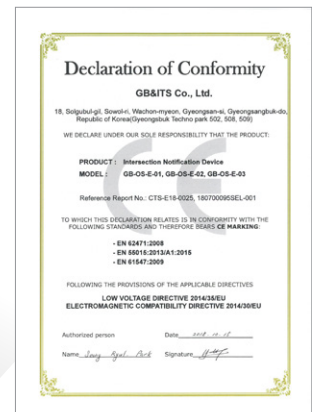 Declaration of Conformity
GB&ITS Co., Ltd.
18, Solgubul-gil, Sowol-ri, Wachon-myeon, Gyeongsan-si, Gyeongsangbuk-do,
Republic of Korea(Gyeongsbuk Techno park 502, 508, 509)
WE DECLARE UNDER OUR SOLE RESPONSIBILITY THAT THE PRODUCT:
PRODUCT : Intersection Notification Device
MODEL : GB-OS-E-01, GB-OS-E-02, GB-OS-E-03
Reference Report No.: CTS-E18-0025, 180700095SEL-001
TO WHICH THIS DECLARATION RELATES IS IN CONFORMITY WITH THE
FOLLOWING STANDARDS AND THEREFORE BEARS CE MARKING:
- EN 62471:2008
- EN 55015:2013/A1:2015
- EN 61547:2009
FOLLOWING THE PROVISIONS OF THE APPLICABLE DIRECTIVES
LOW VOLTAGE DIRECTIVE 2014/35/EU
ELECTROMAGNETIC COMPATIBILITY DIRECTIVE 2014/30/EU
Authorized person Date 2018. 10.
Name Park Signature